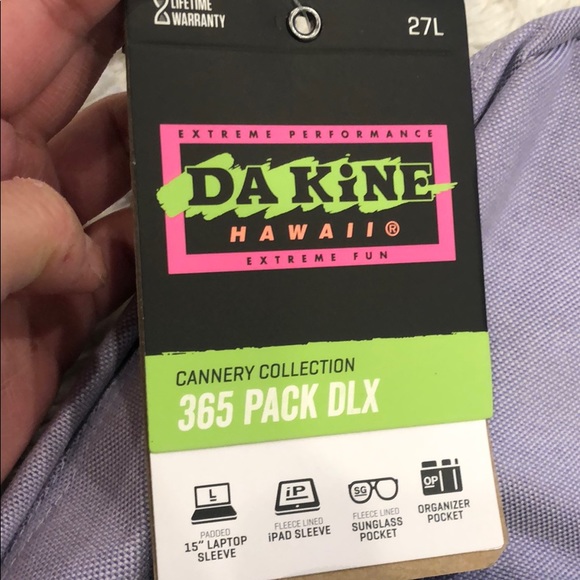 LIFETIME
WARRANTY
27L
EXTREME PERFORMANCE
DA KiNE
HAWAII®
EXTREME FUN
CANNERY COLLECTION
365 PACK DLX
L
PADDED
15" LAPTOP
SLEEVE
iP
FLEECE LINED
iPAD SLEEVE
SG
FLEECE LINED
SUNGLASS
POCKET
OP
ORGANIZER
POCKET